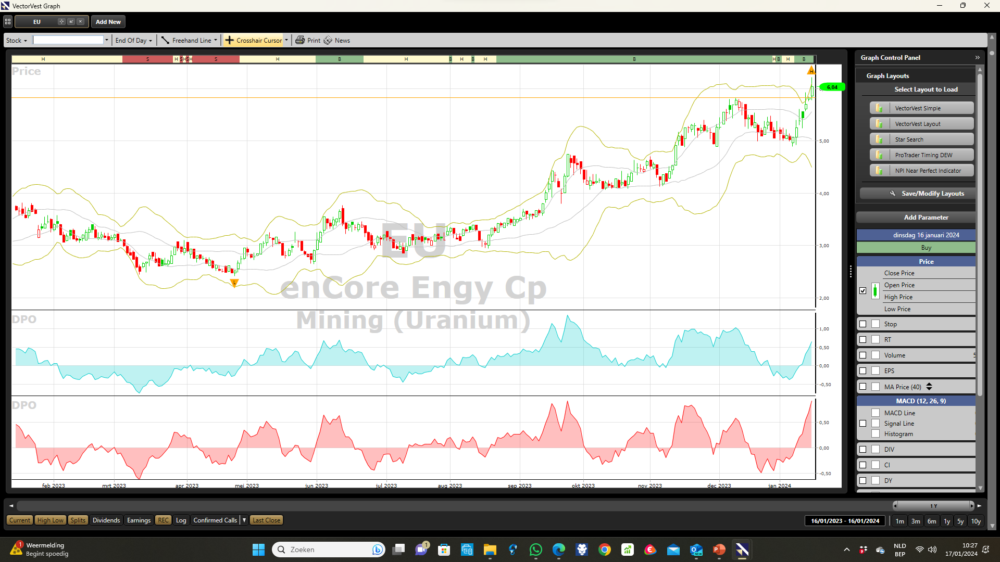 VectorVest Graph
EU
Add New
Stock
End Of Day
Freehand Line
Crosshair Cursor
Print
News
H S H S H S H S H B H B H B H B H B H B
Price
H
6,04
5,00
4,00
3,00
2,00
L
EU
enCore Engy Cp
Mining (Uranium)
DPO
1,00
0,50
0,00
-0,50
DPO
0,50
0,00
-0,50
feb 2023 mrt 2023 apr 2023 mei 2023 jun 2023 jul 2023 aug 2023 sep 2023 okt 2023 nov 2023 dec 2023 jan 2024
Graph Control Panel »
Graph Layouts
Select Layout to Load
VectorVest Simple
VectorVest Layout
Star Search
ProTrader Timing DEW
NPI Near Perfect Indicator
Save/Modify Layouts
Add Parameter
dinsdag 16 januari 2024
Buy
Price
Close Price
Open Price
High Price
Low Price
Stop
RT
Volume 5
EPS
MA Price (40)
MACD (12, 26, 9)
MACD Line
Signal Line
Histogram
DIV
CI
DY
1 Y
Current High Low Splits Dividends Earnings REC Log Confirmed Calls Last Close
16/01/2023 - 16/01/2024 1m 3m 6m 1y 5y 10y
1
Weermelding
Begint spoedig
Zoeken
1
NEW
NLD
BEP
10:27
17/01/2024